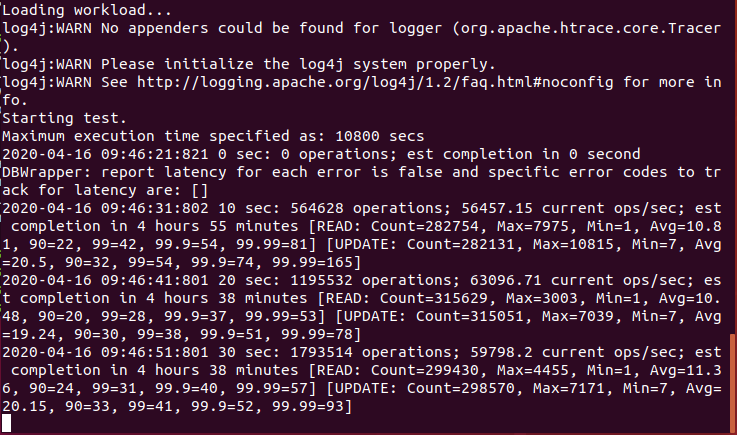 Loading workload...
log4j:WARN No appenders could be found for logger (org.apache.htrace.core.Tracer
).
log4j:WARN Please initialize the log4j system properly.
log4j:WARN See http://logging.apache.org/log4j/1.2/faq.html#noconfig for more in
fo.
Starting test.
Maximum execution time specified as: 10800 secs
2020-04-16 09:46:21:821 0 sec: 0 operations; est completion in 0 second
DBWrapper: report latency for each error is false and specific error codes to tr
ack for latency are: []
2020-04-16 09:46:31:802 10 sec: 564628 operations; 56457.15 current ops/sec; est
 completion in 4 hours 55 minutes [READ: Count=282754, Max=7975, Min=1, Avg=10.8
1, 90=22, 99=42, 99.9=54, 99.99=81] [UPDATE: Count=282131, Max=10815, Min=7, Avg
=20.5, 90=32, 99=54, 99.9=74, 99.99=165]
2020-04-16 09:46:41:801 20 sec: 1195532 operations; 63096.71 current ops/sec; es
t completion in 4 hours 38 minutes [READ: Count=315629, Max=3003, Min=1, Avg=10.
48, 90=20, 99=28, 99.9=37, 99.99=53] [UPDATE: Count=315051, Max=7039, Min=7, Avg
=19.24, 90=30, 99=38, 99.9=51, 99.99=78]
2020-04-16 09:46:51:801 30 sec: 1793514 operations; 59798.2 current ops/sec; est
 completion in 4 hours 38 minutes [READ: Count=299430, Max=4455, Min=1, Avg=11.3
6, 90=24, 99=31, 99.9=40, 99.99=57] [UPDATE: Count=298570, Max=7171, Min=7, Avg=
20.15, 90=33, 99=41, 99.9=52, 99.99=93]